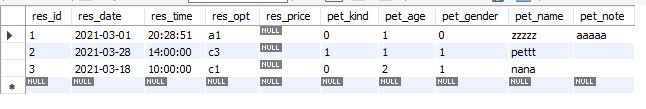 res_id res_date res_time res_opt res_price pet_kind pet_age pet_gender pet_name pet_note
1 2021-03-01 20:28:51 a1 NULL 0 1 0 zzzzz aaaaa
2 2021-03-28 14:00:00 c3 NULL 1 1 1 pettt
3 2021-03-18 10:00:00 c1 NULL 0 2 1 nana
NULL NULL NULL NULL NULL NULL NULL NULL NULL NULL